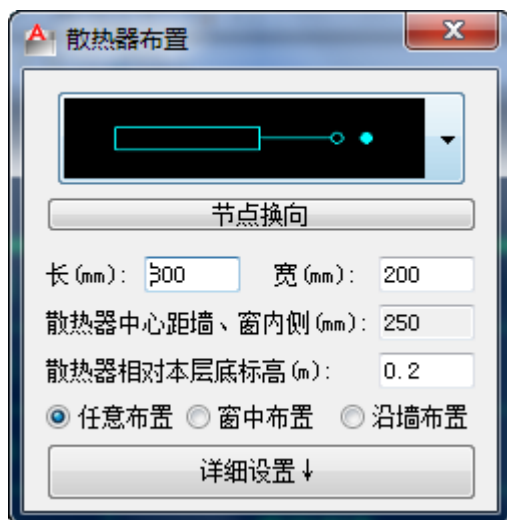 散热器布置
节点换向
长(mm): 800 宽(mm): 200
散热器中心距墙、窗内侧(mm): 250
散热器相对本层底标高(m): 0.2
任意布置 窗中布置 沿墙布置
详细设置↓